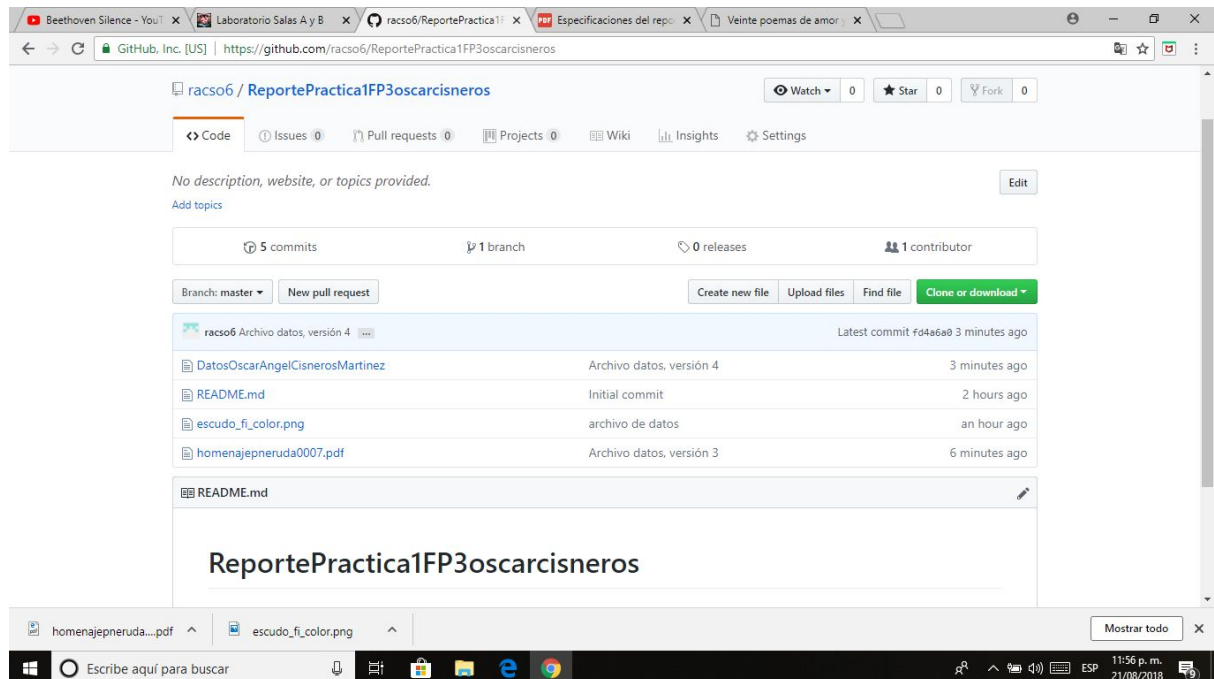 Beethoven Silence - YouT
Laboratorio Salas A y B
racso6/ReportePractica1F
Especificaciones del repo
Veinte poemas de amor y
GitHub, Inc. [US] | https://github.com/racso6/ReportePractica1FP3oscarcisneros
racso6 / ReportePractica1FP3oscarcisneros
Watch 0 Star 0 Fork 0
Code Issues 0 Pull requests 0 Projects 0 Wiki Insights Settings
No description, website, or topics provided. Edit
Add topics
5 commits 1 branch 0 releases 1 contributor
Branch: master New pull request Create new file Upload files Find file Clone or download
racso6 Archivo datos, versión 4 ... Latest commit fd4a6a0 3 minutes ago
DatosOscarAngelCisnerosMartinez Archivo datos, versión 4 3 minutes ago
README.md Initial commit 2 hours ago
escudo_fi_color.png archivo de datos an hour ago
homenajepneruda0007.pdf Archivo datos, versión 3 6 minutes ago
README.md
ReportePractica1FP3oscarcisneros
homenajepneruda....pdf escudo_fi_color.png Mostrar todo
Escribe aquí para buscar ESP 11:56 p. m.
21/08/2018